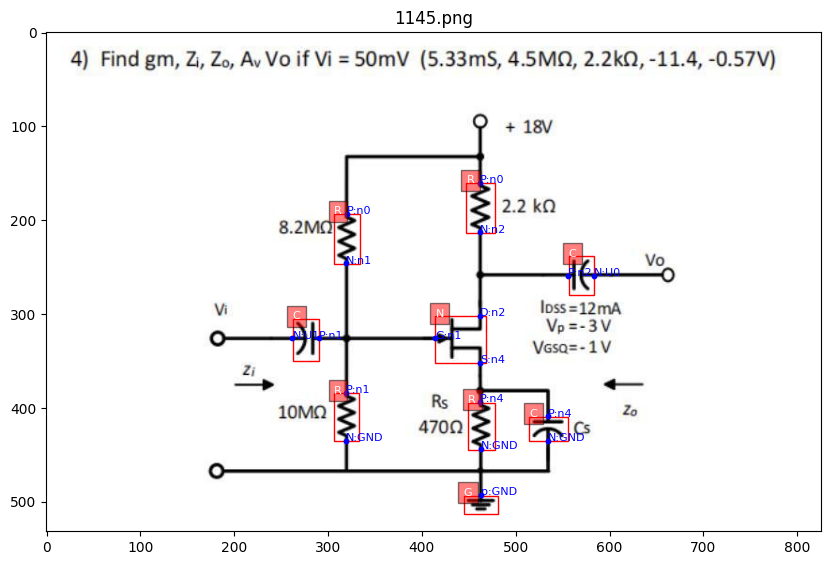 1145.png
4) Find gm, Zi, Zo, Av Vo if Vi = 50mV (5.33mS, 4.5MΩ, 2.2kΩ, -11.4, -0.57V)
+ 18V
R P:n0
2.2 kΩ
N:n2
R P:n0
8.2MΩ
N:n1
C
Vo
P:n2 N:U0
IDSS=12mA
VP=-3 V
VGSQ=-1 V
Vi
C
N:U1 P:n1
N D:n2
G:n1
S:n4
zi
zo
R P:n1
10MΩ
N:GND
RS
470Ω
R P:n4
N:GND
C P:n4
Cs
N:GND
G p:GND
0
100
200
300
400
500
0 100 200 300 400 500 600 700 800